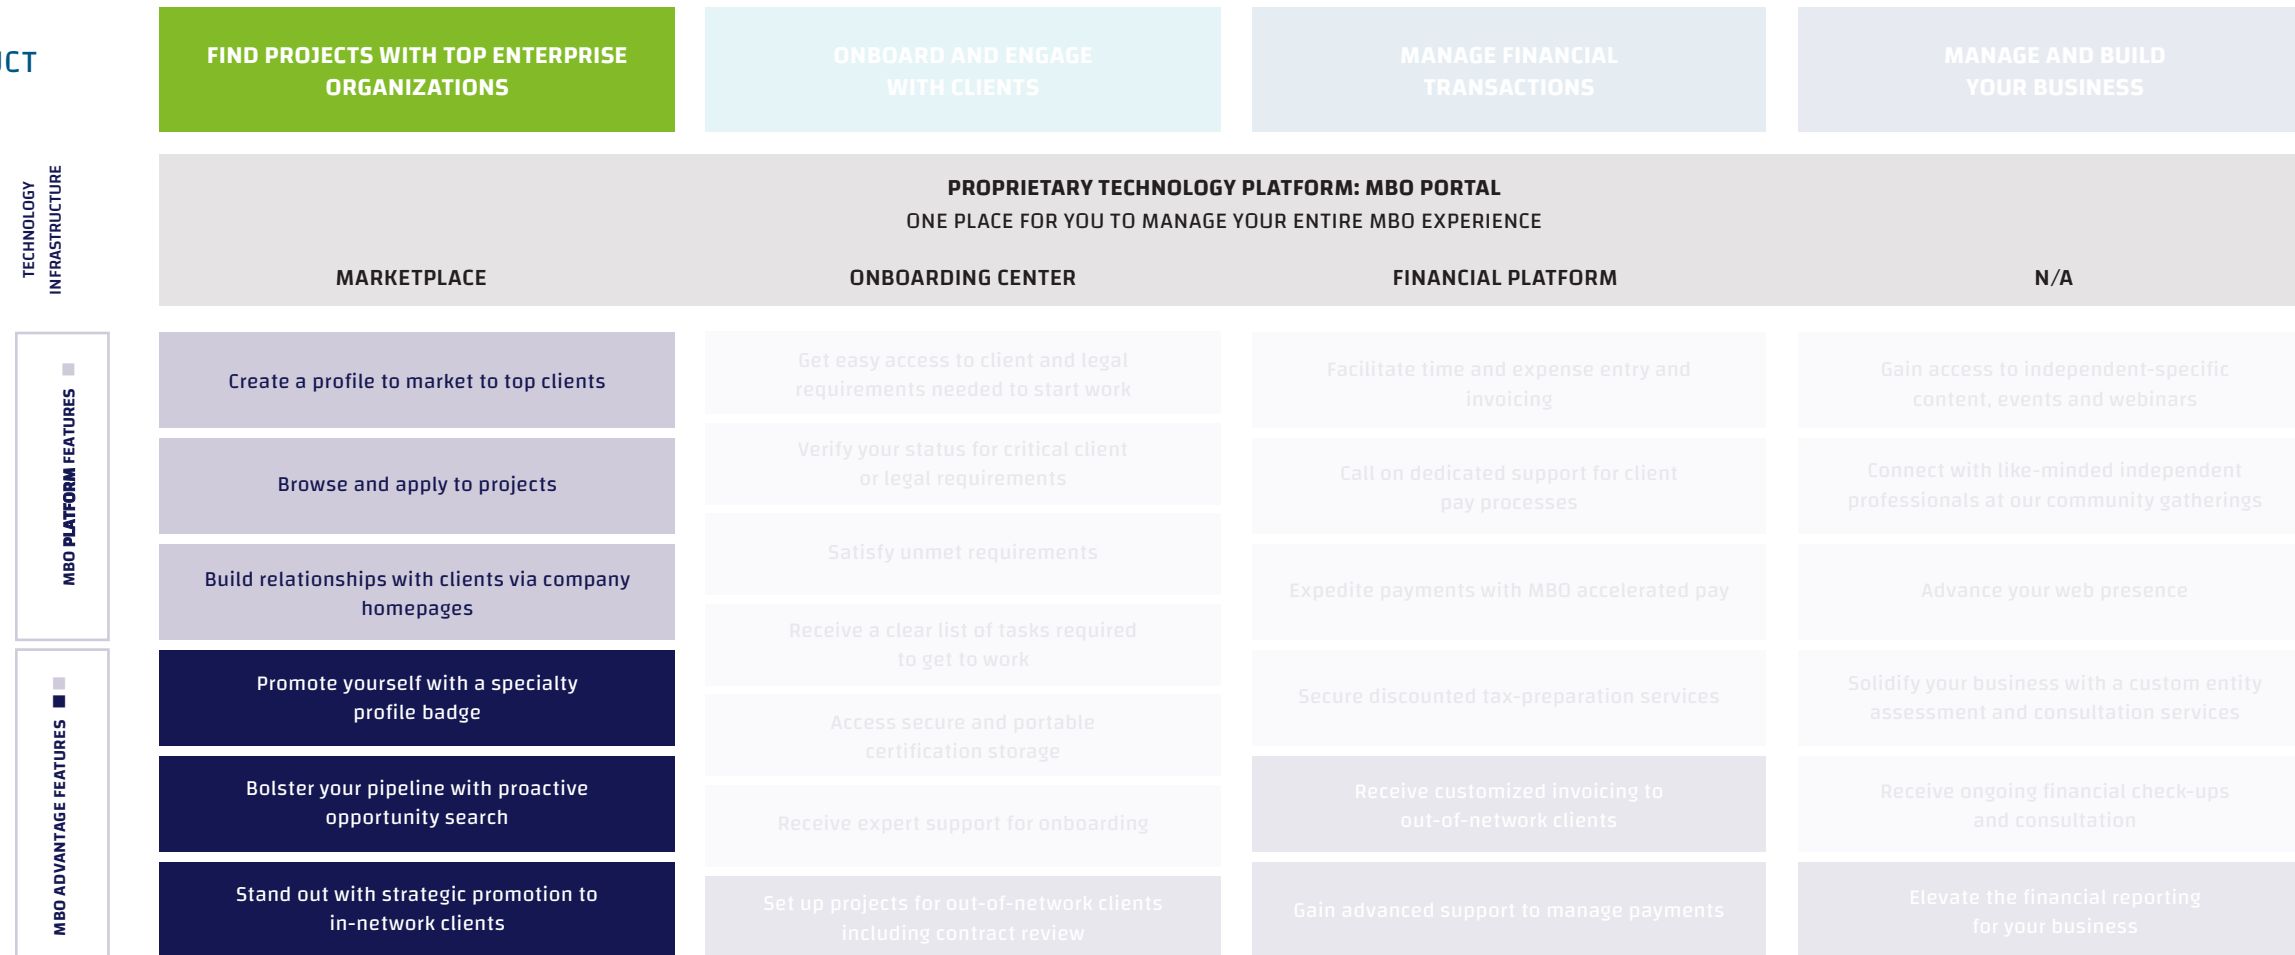 UCT
FIND PROJECTS WITH TOP ENTERPRISE
ORGANIZATIONS
ONBOARD AND ENGAGE
WITH CLIENTS
MANAGE FINANCIAL
TRANSACTIONS
MANAGE AND BUILD
YOUR BUSINESS
TECHNOLOGY
INFRASTRUCTURE
PROPRIETARY TECHNOLOGY PLATFORM: MBO PORTAL
ONE PLACE FOR YOU TO MANAGE YOUR ENTIRE MBO EXPERIENCE
MARKETPLACE
ONBOARDING CENTER
FINANCIAL PLATFORM
N/A
MBO PLATFORM FEATURES
Create a profile to market to top clients
Browse and apply to projects
Build relationships with clients via company
homepages
MBO ADVANTAGE FEATURES
Promote yourself with a specialty
profile badge
Bolster your pipeline with proactive
opportunity search
Stand out with strategic promotion to
in-network clients
Get easy access to client and legal
requirements needed to start work
Verify your status for critical client
or legal requirements
Satisfy unmet requirements
Receive a clear list of tasks required
to get to work
Access secure and portable
certification storage
Receive expert support for onboarding
Set up projects for out-of-network clients
including contract review
Facilitate time and expense entry and
invoicing
Call on dedicated support for client
pay processes
Expedite payments with MBO accelerated pay
Secure discounted tax-preparation services
Receive customized invoicing to
out-of-network clients
Gain advanced support to manage payments
Gain access to independent-specific
content, events and webinars
Connect with like-minded independent
professionals at our community gatherings
Advance your web presence
Solidify your business with a custom entity
assessment and consultation services
Receive ongoing financial check-ups
and consultation
Elevate the financial reporting
for your business